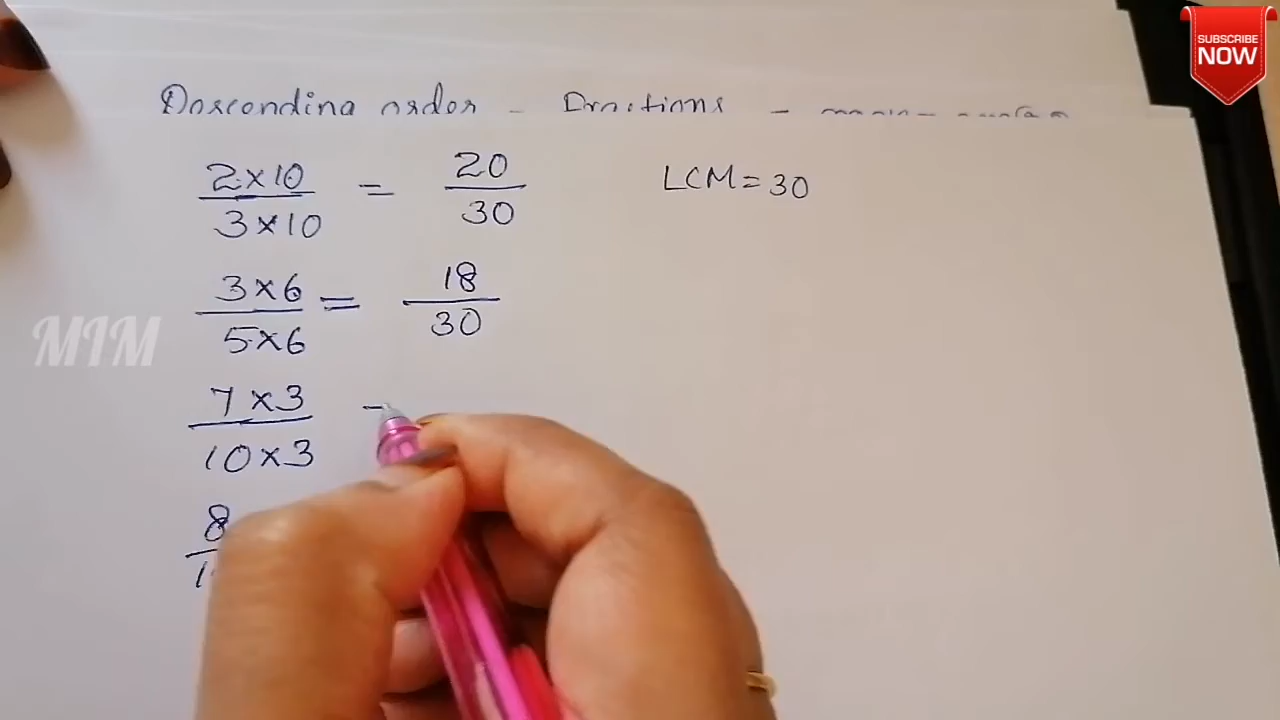 SUBSCRIBE
NOW
Descending order - Fractions -
2×10 / 3×10 = 20 / 30
LCM = 30
3×6 / 5×6 = 18 / 30
MIM
7×3 / 10×3
8